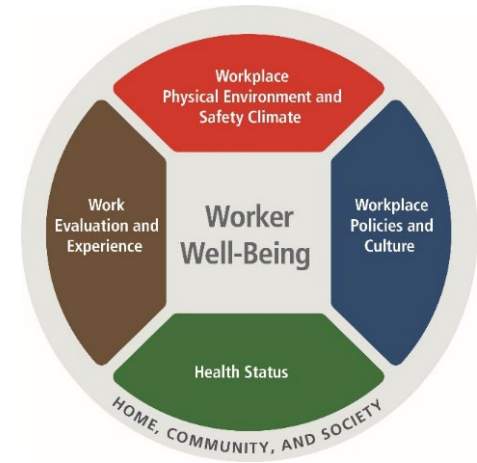 Workplace
Physical Environment and
Safety Climate
Work
Evaluation and
Experience
Worker
Well-Being
Workplace
Policies and
Culture
Health Status
HOME, COMMUNITY, AND SOCIETY